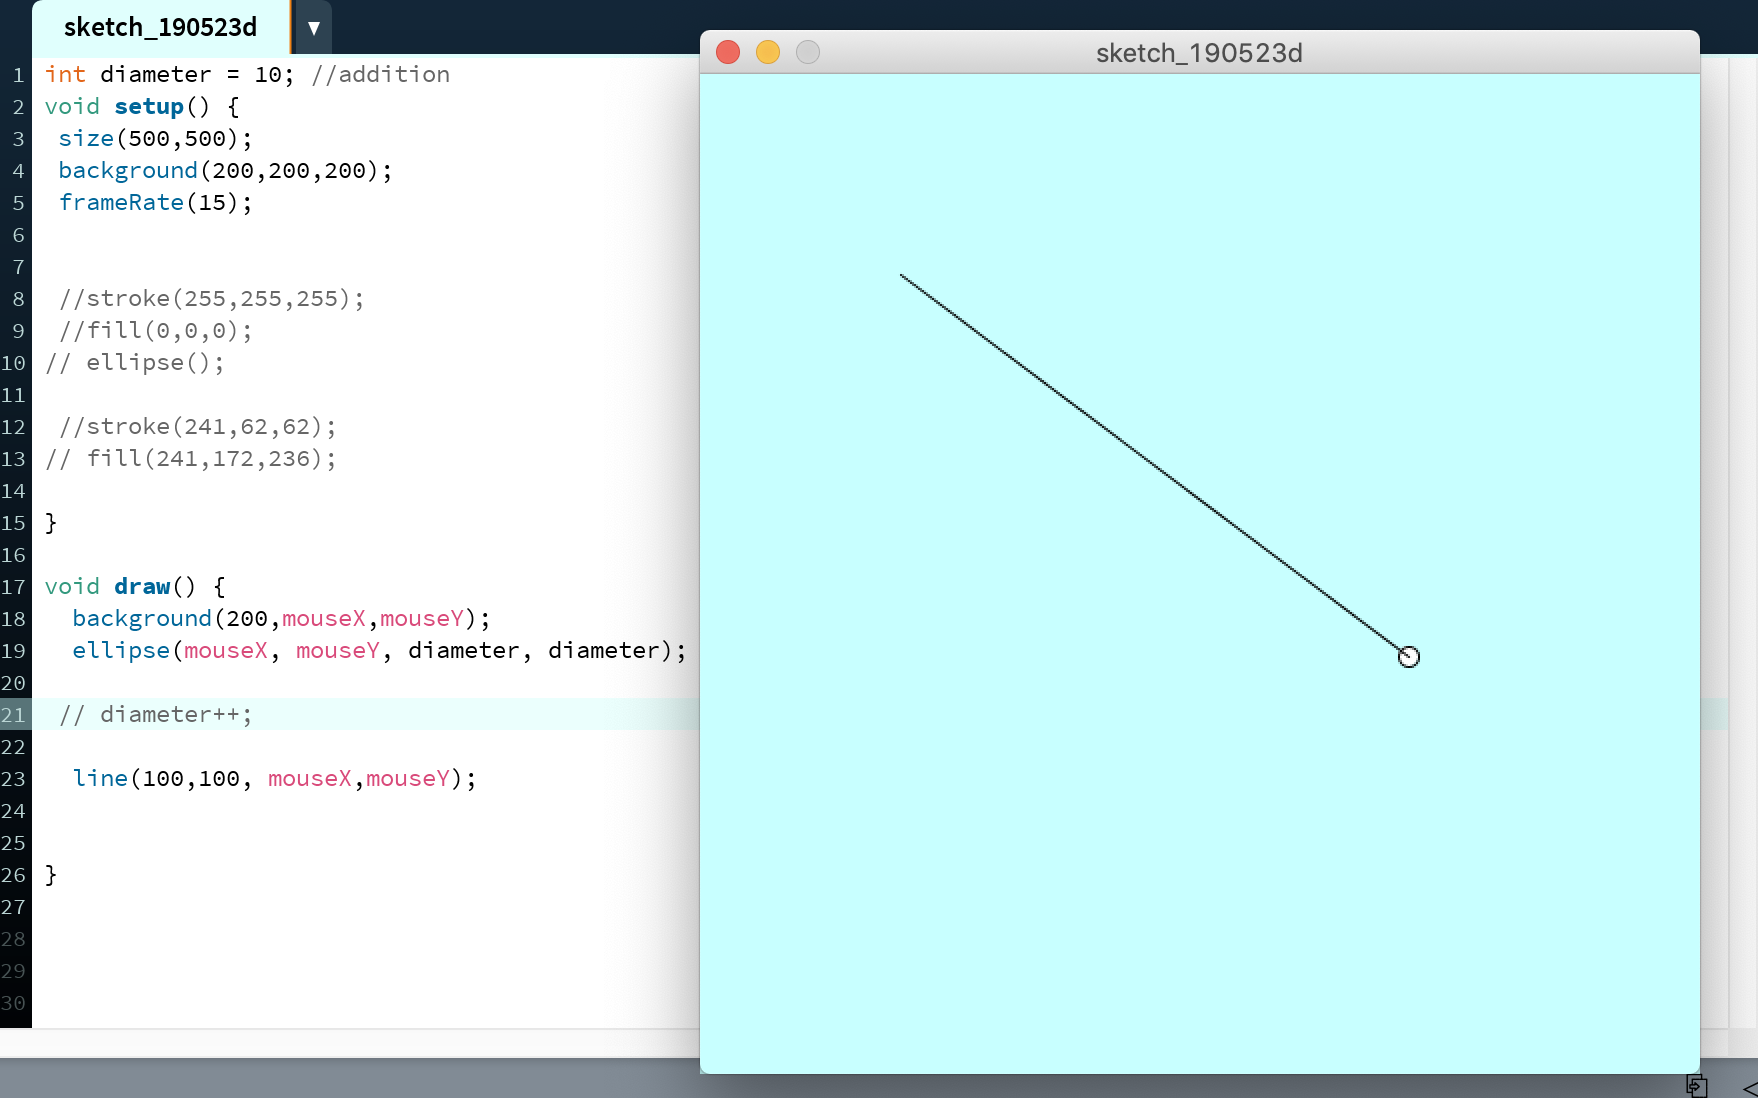 sketch_190523d ▼
sketch_190523d
1 int diameter = 10; //addition
2 void setup() {
3 size(500,500);
4 background(200,200,200);
5 frameRate(15);
6
7
8 //stroke(255,255,255);
9 //fill(0,0,0);
10 // ellipse();
11
12 //stroke(241,62,62);
13 // fill(241,172,236);
14
15 }
16
17 void draw() {
18 background(200,mouseX,mouseY);
19 ellipse(mouseX, mouseY, diameter, diameter);
20
21 // diameter++;
22
23 line(100,100, mouseX,mouseY);
24
25
26 }
27
28
29
30